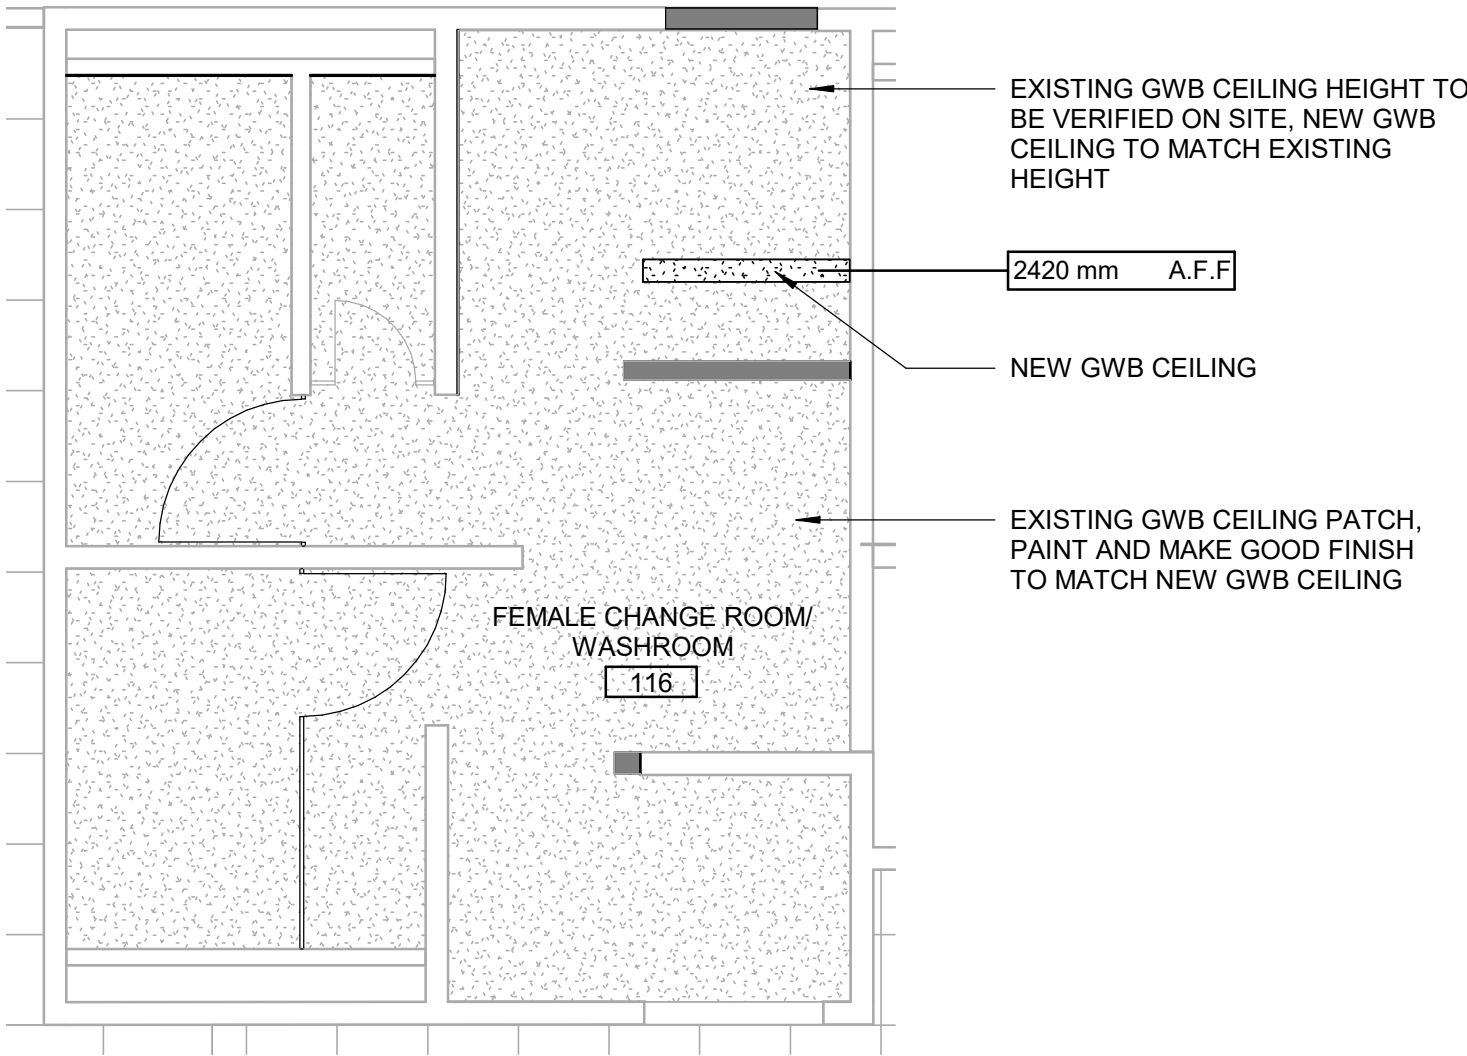 EXISTING GWB CEILING HEIGHT TO
BE VERIFIED ON SITE, NEW GWB
CEILING TO MATCH EXISTING
HEIGHT
2420 mm A.F.F
NEW GWB CEILING
EXISTING GWB CEILING PATCH,
PAINT AND MAKE GOOD FINISH
TO MATCH NEW GWB CEILING
FEMALE CHANGE ROOM/
WASHROOM
116